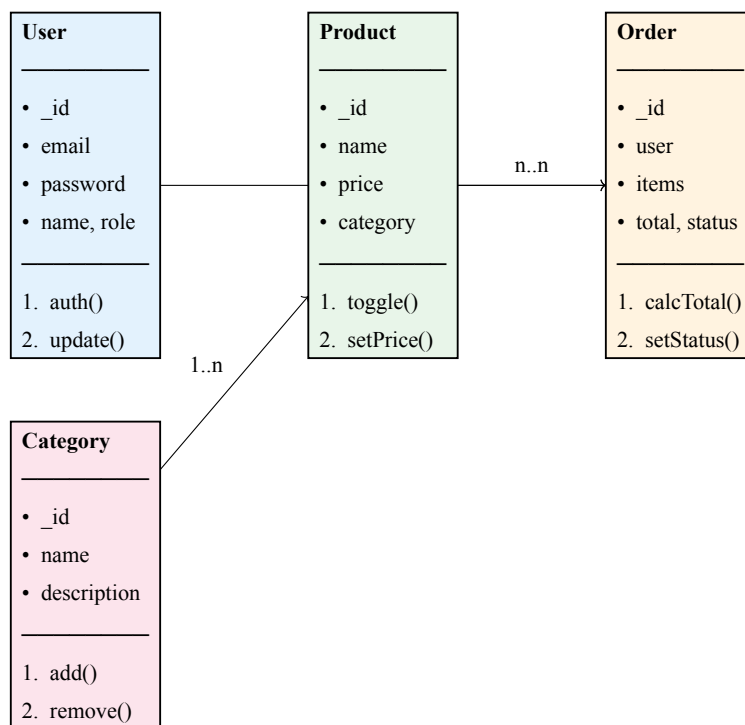 User
• _id
• email
• password
• name, role
1. auth()
2. update()
Product
• _id
• name
• price
• category
1. toggle()
2. setPrice()
n..n
Order
• _id
• user
• items
• total, status
1. calcTotal()
2. setStatus()
1..n
Category
• _id
• name
• description
1. add()
2. remove()